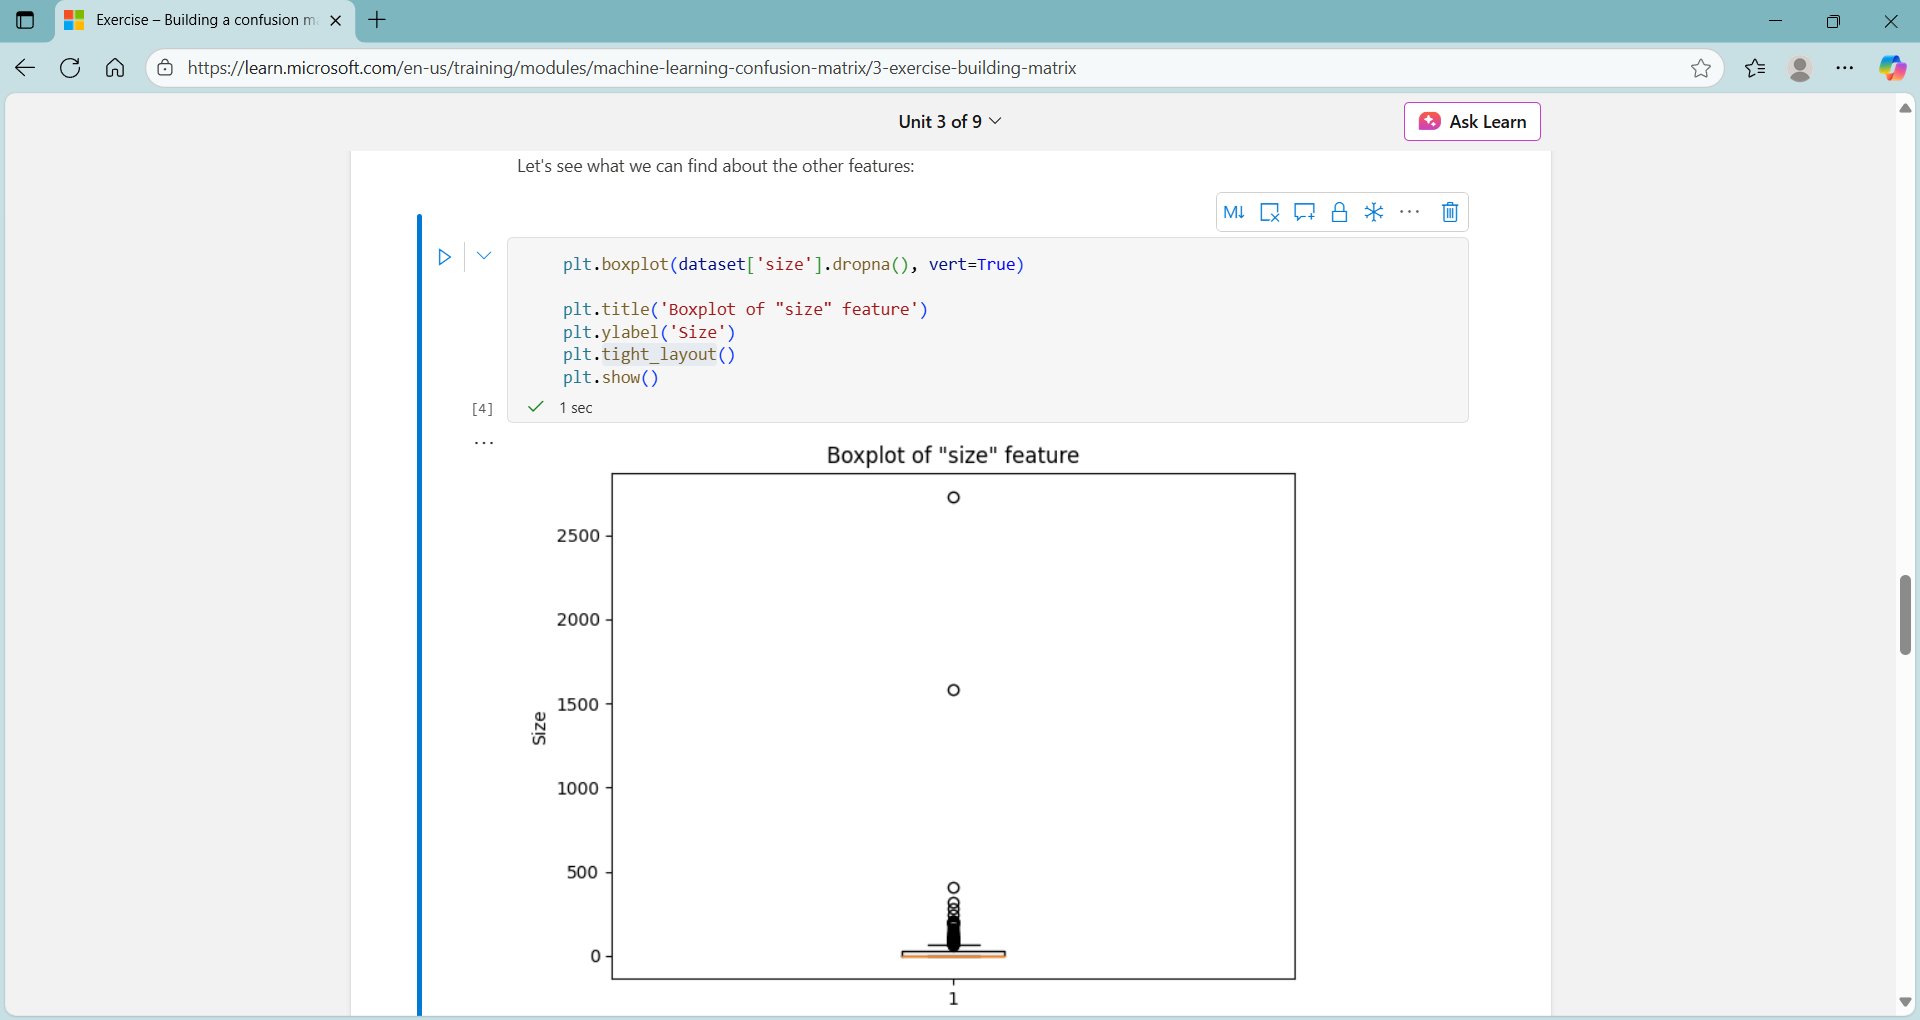 Exercise – Building a confusion m
https://learn.microsoft.com/en-us/training/modules/machine-learning-confusion-matrix/3-exercise-building-matrix
Unit 3 of 9
Ask Learn
Let's see what we can find about the other features:
M↓
plt.boxplot(dataset['size'].dropna(), vert=True)
plt.title('Boxplot of "size" feature')
plt.ylabel('Size')
plt.tight_layout()
plt.show()
[4]
1 sec
Boxplot of "size" feature
2500
2000
1500
1000
500
0
Size
1